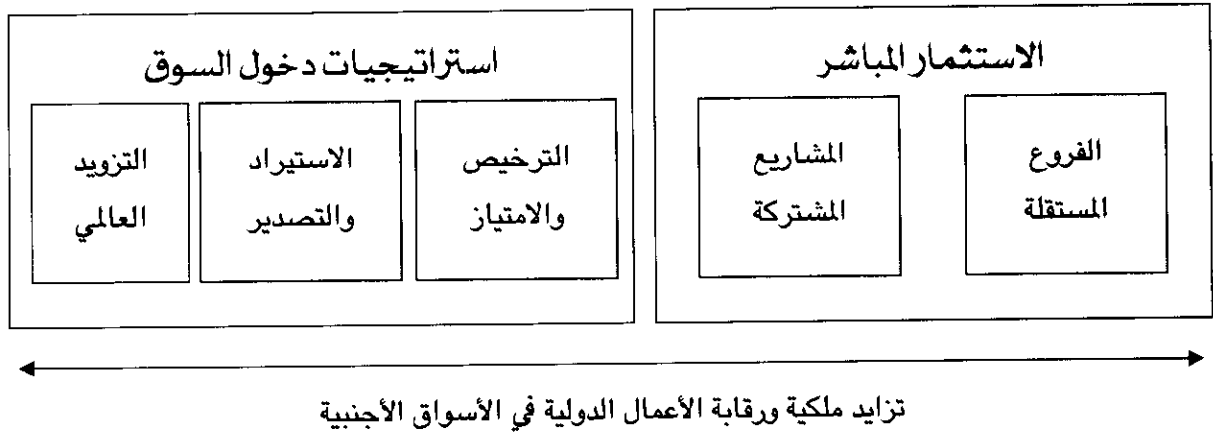 الاستثمار المباشر
الفروع
المستقلة
المشاريع
المشتركة
استراتيجيات دخول السوق
الترخيص
والامتياز
الاستيراد
والتصدير
التزويد
العالمي
تزايد ملكية ورقابة الأعمال الدولية في الأسواق الأجنبية